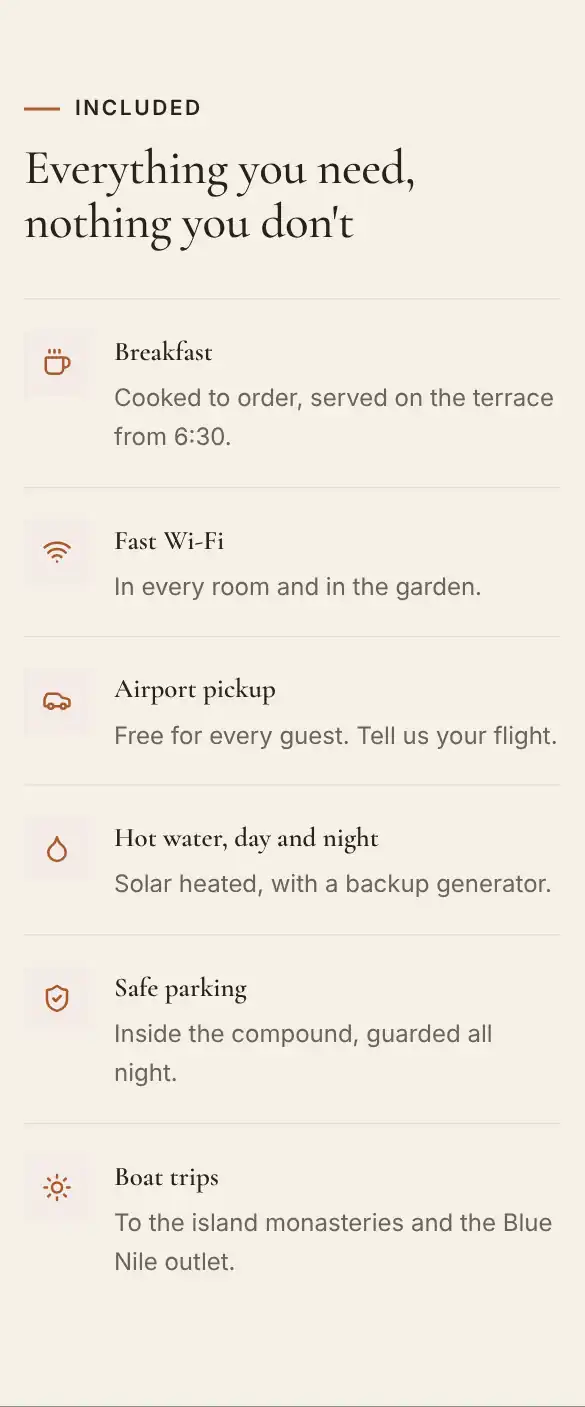 INCLUDED
Everything you need,
nothing you don't
Breakfast
Cooked to order, served on the terrace
from 6:30.
Fast Wi-Fi
In every room and in the garden.
Airport pickup
Free for every guest. Tell us your flight.
Hot water, day and night
Solar heated, with a backup generator.
Safe parking
Inside the compound, guarded all
night.
Boat trips
To the island monasteries and the Blue
Nile outlet.